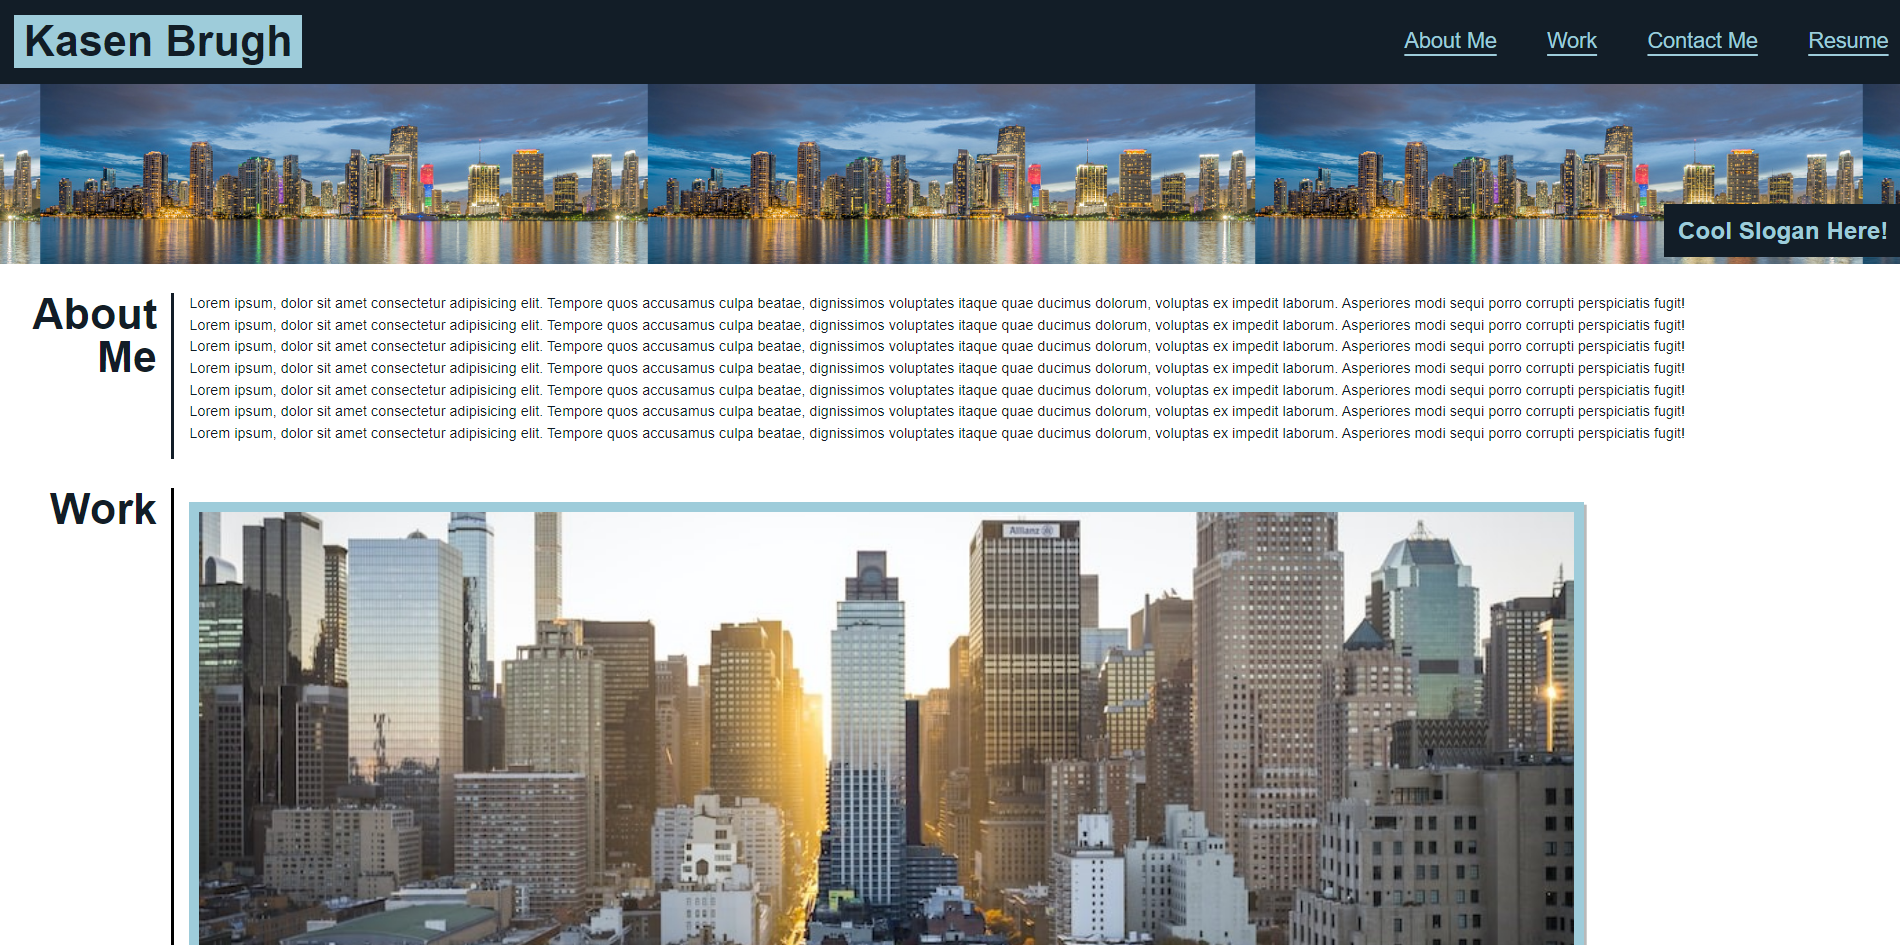 Kasen Brugh
About Me Work Contact Me Resume
Cool Slogan Here!
About
Me
Lorem ipsum, dolor sit amet consectetur adipisicing elit. Tempore quos accusamus culpa beatae, dignissimos voluptates itaque quae ducimus dolorum, voluptas ex impedit laborum. Asperiores modi sequi porro corrupti perspiciatis fugit!
Lorem ipsum, dolor sit amet consectetur adipisicing elit. Tempore quos accusamus culpa beatae, dignissimos voluptates itaque quae ducimus dolorum, voluptas ex impedit laborum. Asperiores modi sequi porro corrupti perspiciatis fugit!
Lorem ipsum, dolor sit amet consectetur adipisicing elit. Tempore quos accusamus culpa beatae, dignissimos voluptates itaque quae ducimus dolorum, voluptas ex impedit laborum. Asperiores modi sequi porro corrupti perspiciatis fugit!
Lorem ipsum, dolor sit amet consectetur adipisicing elit. Tempore quos accusamus culpa beatae, dignissimos voluptates itaque quae ducimus dolorum, voluptas ex impedit laborum. Asperiores modi sequi porro corrupti perspiciatis fugit!
Lorem ipsum, dolor sit amet consectetur adipisicing elit. Tempore quos accusamus culpa beatae, dignissimos voluptates itaque quae ducimus dolorum, voluptas ex impedit laborum. Asperiores modi sequi porro corrupti perspiciatis fugit!
Lorem ipsum, dolor sit amet consectetur adipisicing elit. Tempore quos accusamus culpa beatae, dignissimos voluptates itaque quae ducimus dolorum, voluptas ex impedit laborum. Asperiores modi sequi porro corrupti perspiciatis fugit!
Lorem ipsum, dolor sit amet consectetur adipisicing elit. Tempore quos accusamus culpa beatae, dignissimos voluptates itaque quae ducimus dolorum, voluptas ex impedit laborum. Asperiores modi sequi porro corrupti perspiciatis fugit!
Work
Allianz